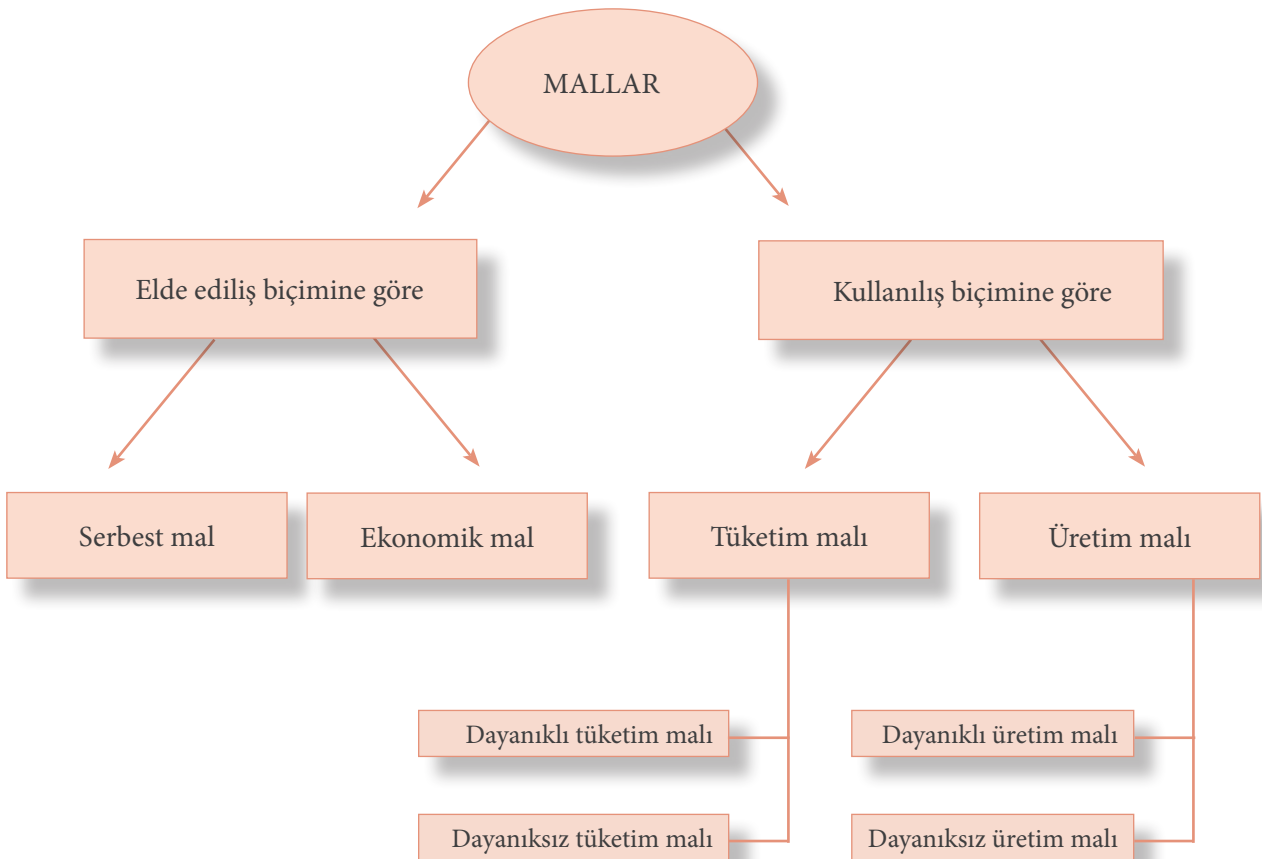 MALLAR
Elde ediliş biçimine göre
Kullanılış biçimine göre
Serbest mal
Ekonomik mal
Tüketim malı
Üretim malı
Dayanıklı tüketim malı
Dayanıklı üretim malı
Dayanıksız tüketim malı
Dayanıksız üretim malı